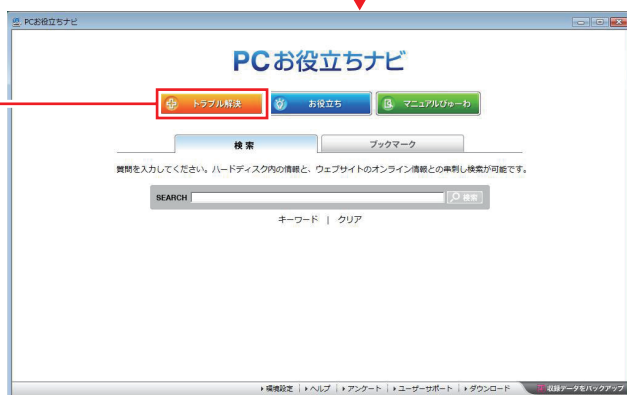 PCお役立ちナビ
PCお役立ちナビ
トラブル解決 お役立ち マニュアルびゅーわ
検索 ブックマーク
質問を入力してください。ハードディスク内の情報と、ウェブサイトのオンライン情報との串刺し検索が可能です。
SEARCH 検索
キーワード | クリア
環境設定 | ヘルプ | アンケート | ユーザーサポート | ダウンロード 収録データをバックアップ